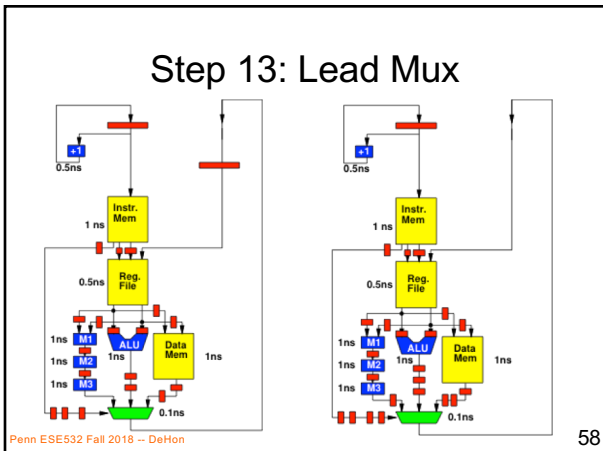 Step 13: Lead Mux
+1
0.5ns
Instr.
Mem
1 ns
Reg.
File
0.5ns
1ns
M1
ALU
1ns
Data
Mem
1ns
1ns
M2
1ns
M3
0.1ns
+1
0.5ns
Instr.
Mem
1 ns
Reg.
File
0.5ns
1ns
M1
ALU
1ns
Data
Mem
1ns
1ns
M2
1ns
M3
0.1ns
Penn ESE532 Fall 2018 -- DeHon
58